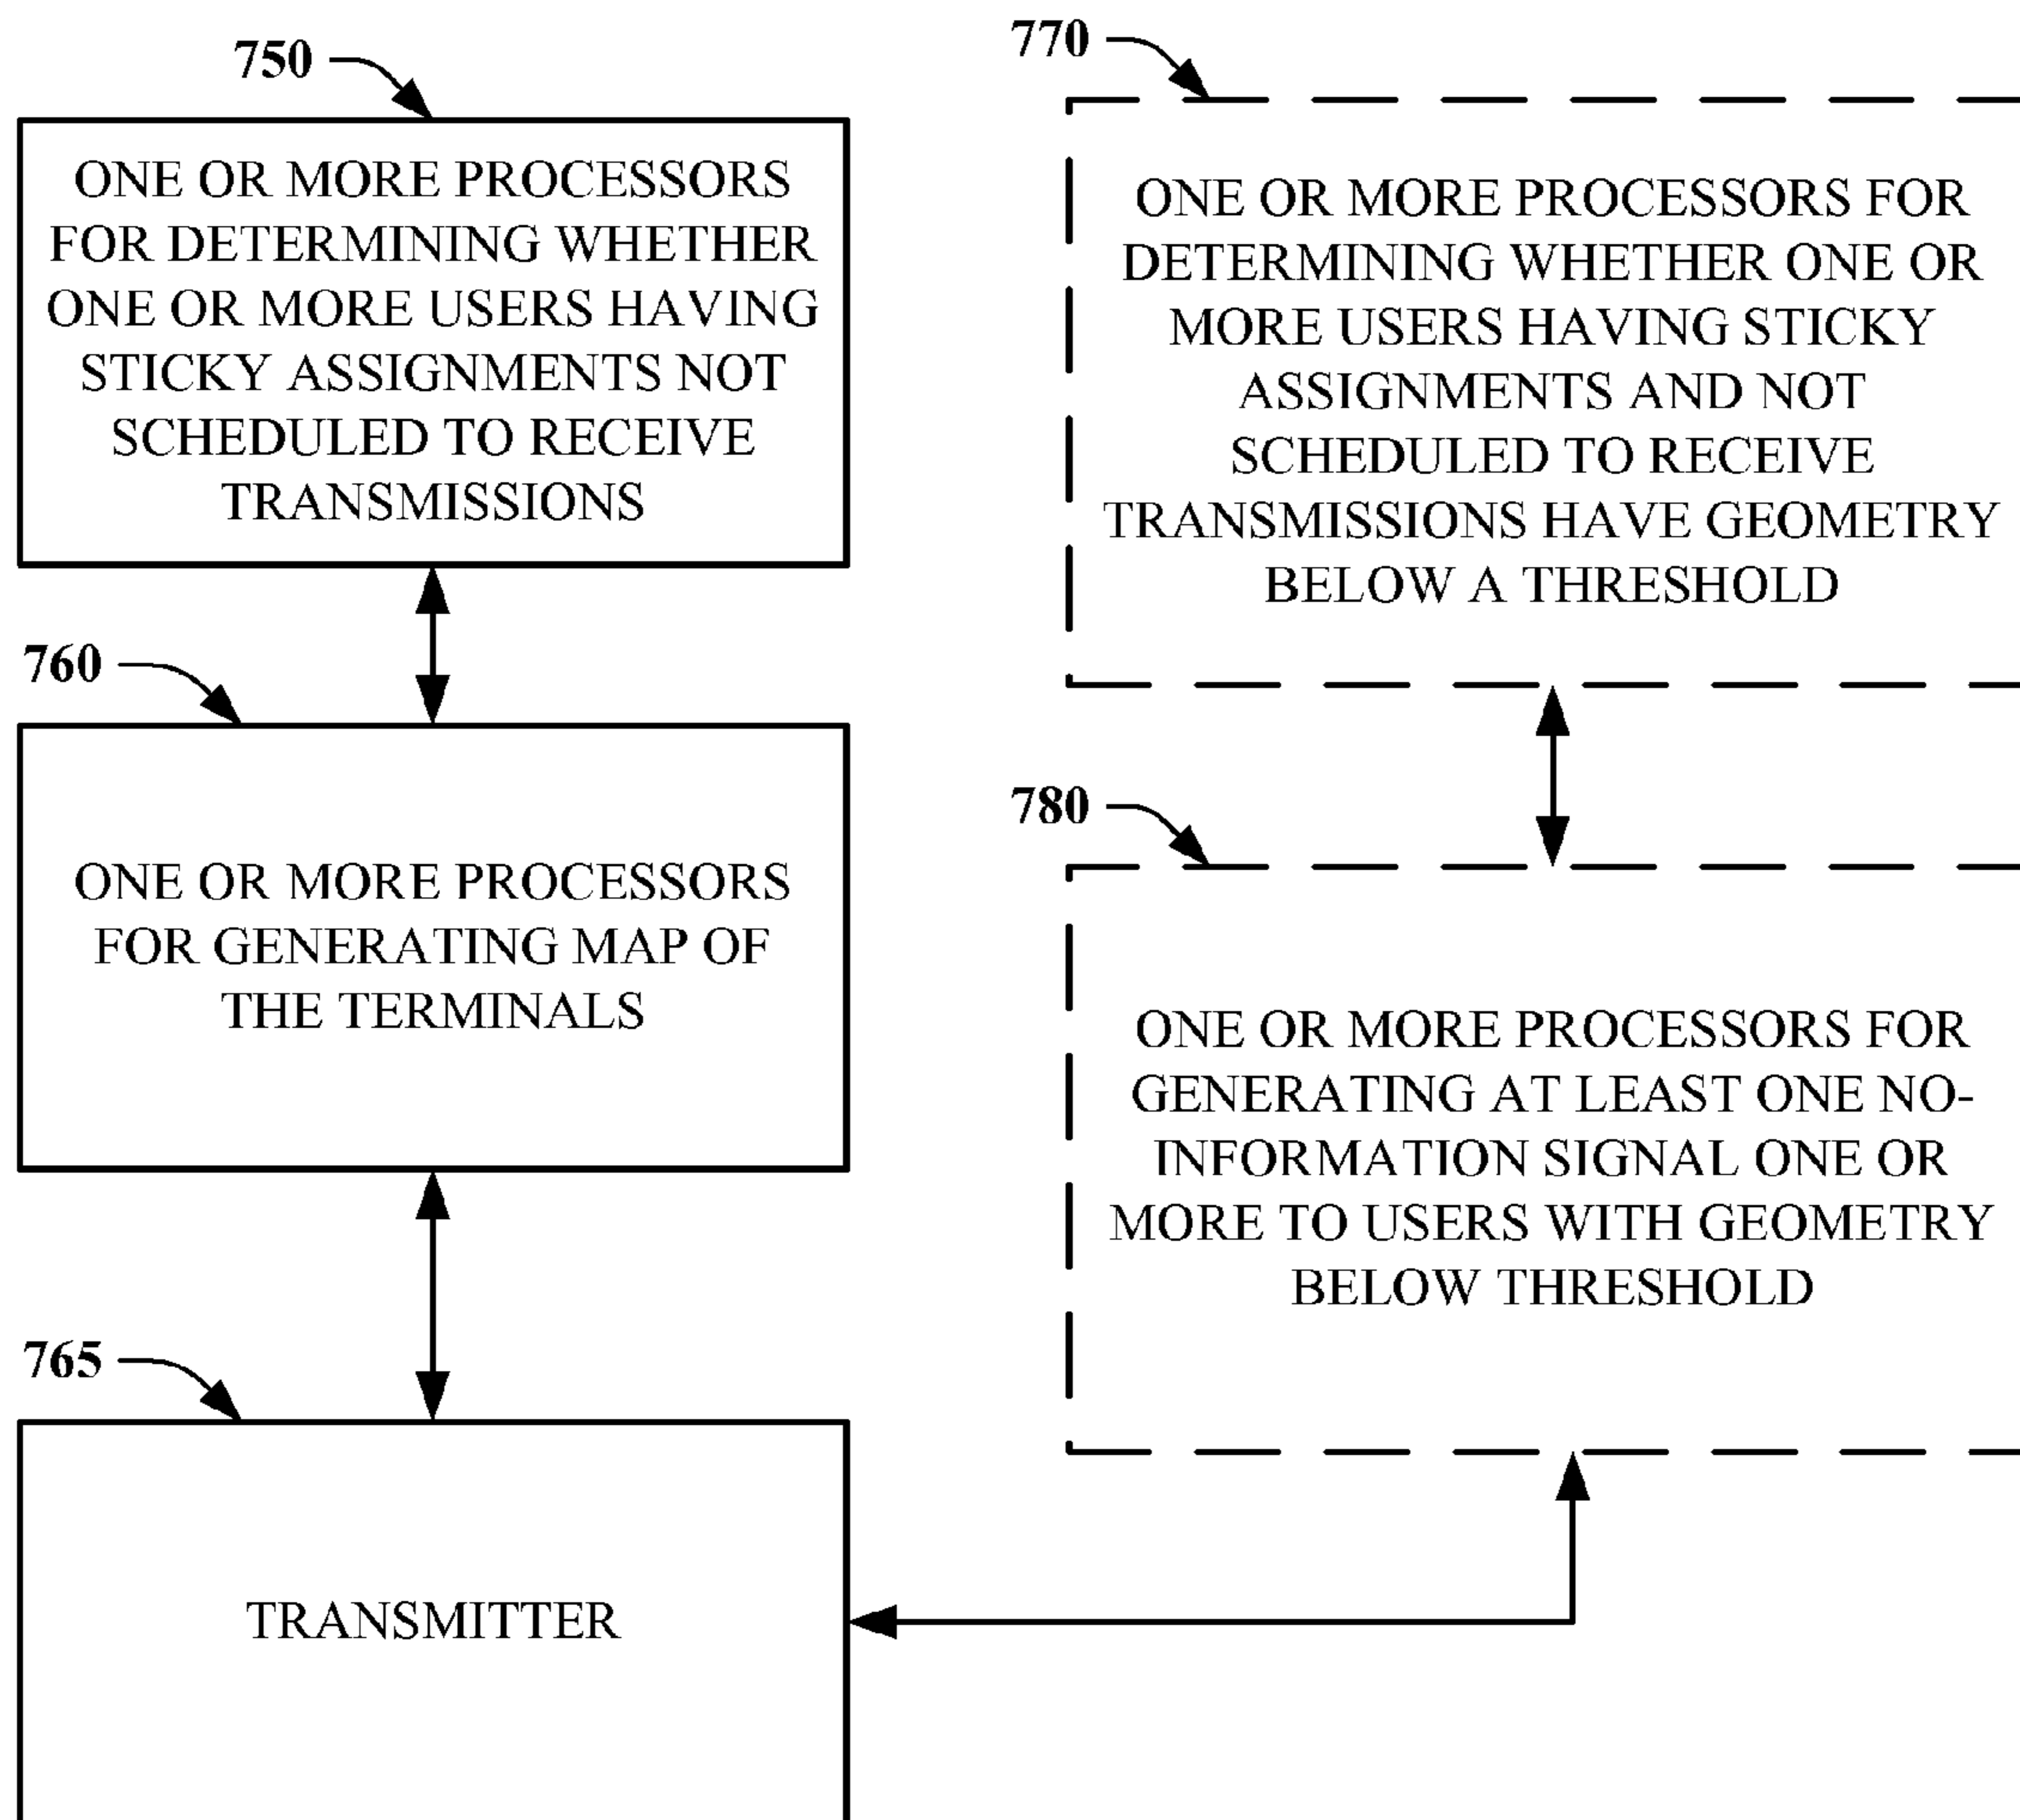 750
ONE OR MORE PROCESSORS
FOR DETERMINING WHETHER
ONE OR MORE USERS HAVING
STICKY ASSIGNMENTS NOT
SCHEDULED TO RECEIVE
TRANSMISSIONS
760
ONE OR MORE PROCESSORS
FOR GENERATING MAP OF
THE TERMINALS
765
TRANSMITTER
770
ONE OR MORE PROCESSORS FOR
DETERMINING WHETHER ONE OR
MORE USERS HAVING STICKY
ASSIGNMENTS AND NOT
SCHEDULED TO RECEIVE
TRANSMISSIONS HAVE GEOMETRY
BELOW A THRESHOLD
780
ONE OR MORE PROCESSORS FOR
GENERATING AT LEAST ONE NO-
INFORMATION SIGNAL ONE OR
MORE TO USERS WITH GEOMETRY
BELOW THRESHOLD